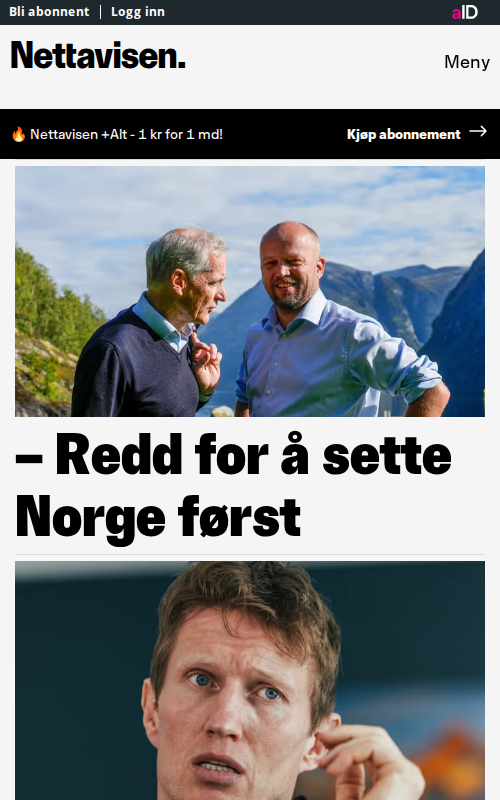 Bli abonnent | Logg inn
aID
Nettavisen.
Meny
🔥 Nettavisen +Alt - 1 kr for 1 md!
Kjøp abonnement →
– Redd for å sette
Norge først